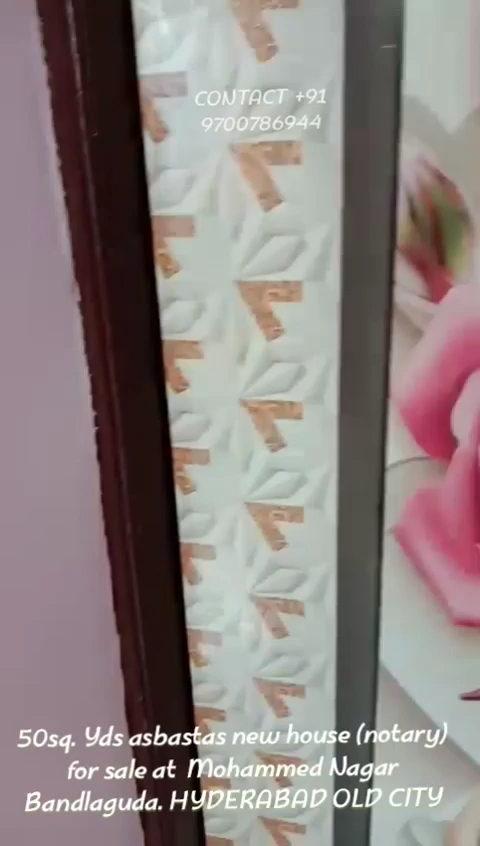 CONTACT +91
9700786944
50sq. Yds asbastas new house (notary)
for sale at Mohammed Nagar
Bandlaguda. HYDERABAD OLD CITY